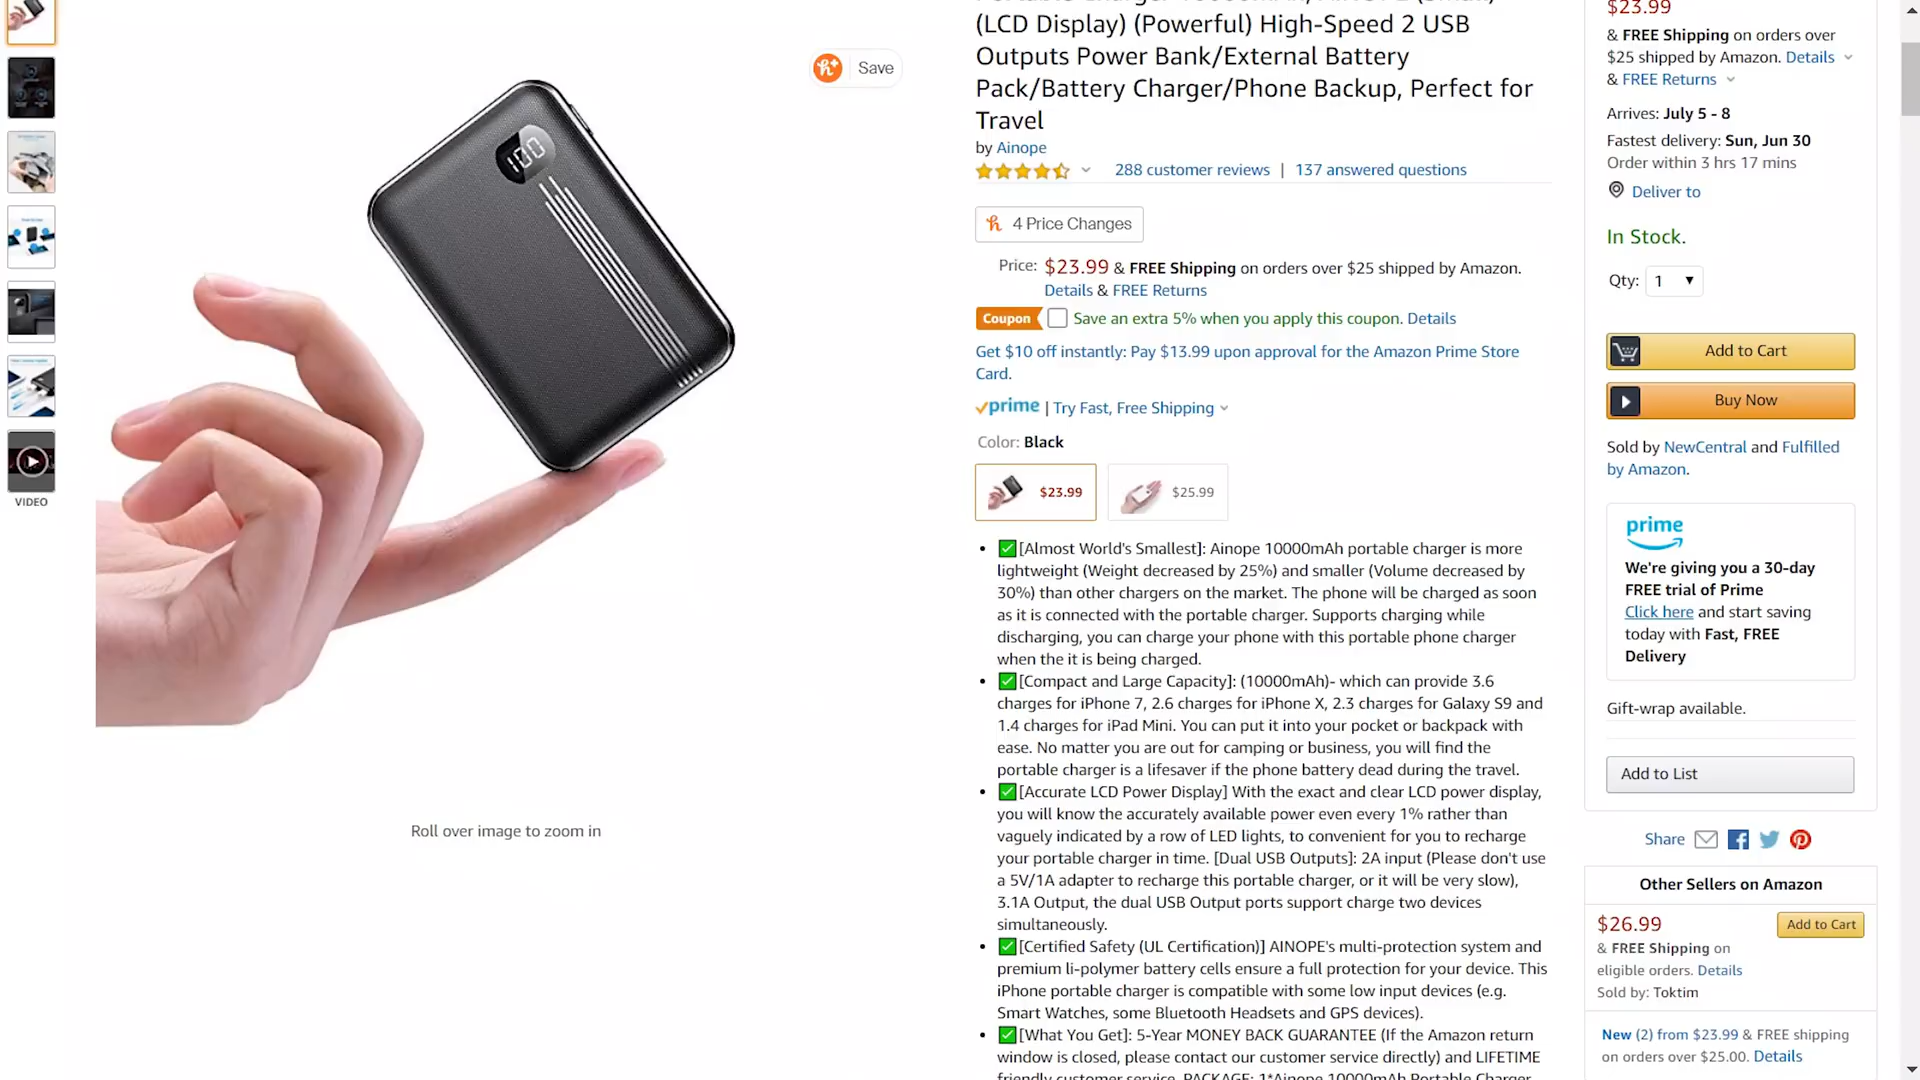 (LCD Display) (Powerful) High-Speed 2 USB
Outputs Power Bank/External Battery
Pack/Battery Charger/Phone Backup, Perfect for
Travel
by Ainope
288 customer reviews | 137 answered questions
4 Price Changes
Price: $23.99 & FREE Shipping on orders over $25 shipped by Amazon.
Details & FREE Returns
Coupon Save an extra 5% when you apply this coupon. Details
Get $10 off instantly: Pay $13.99 upon approval for the Amazon Prime Store
Card.
prime | Try Fast, Free Shipping
Color: Black
$23.99 $25.99
• ✅[Almost World's Smallest]: Ainope 10000mAh portable charger is more
lightweight (Weight decreased by 25%) and smaller (Volume decreased by
30%) than other chargers on the market. The phone will be charged as soon
as it is connected with the portable charger. Supports charging while
discharging, you can charge your phone with this portable phone charger
when the it is being charged.
• ✅[Compact and Large Capacity]: (10000mAh)- which can provide 3.6
charges for iPhone 7, 2.6 charges for iPhone X, 2.3 charges for Galaxy S9 and
1.4 charges for iPad Mini. You can put it into your pocket or backpack with
ease. No matter you are out for camping or business, you will find the
portable charger is a lifesaver if the phone battery dead during the travel.
• ✅[Accurate LCD Power Display] With the exact and clear LCD power display,
you will know the accurately available power even every 1% rather than
vaguely indicated by a row of LED lights, to convenient for you to recharge
your portable charger in time. [Dual USB Outputs]: 2A input (Please don't use
a 5V/1A adapter to recharge this portable charger, or it will be very slow),
3.1A Output, the dual USB Output ports support charge two devices
simultaneously.
• ✅[Certified Safety (UL Certification)] AINOPE's multi-protection system and
premium li-polymer battery cells ensure a full protection for your device. This
iPhone portable charger is compatible with some low input devices (e.g.
Smart Watches, some Bluetooth Headsets and GPS devices).
• ✅[What You Get]: 5-Year MONEY BACK GUARANTEE (If the Amazon return
window is closed, please contact our customer service directly) and LIFETIME
friendly customer service. PACKAGE: 1*Ainope 10000mAh Portable Charger
Save
100
VIDEO
Roll over image to zoom in
$23.99
& FREE Shipping on orders over
$25 shipped by Amazon. Details
& FREE Returns
Arrives: July 5 - 8
Fastest delivery: Sun, Jun 30
Order within 3 hrs 17 mins
Deliver to
In Stock.
Qty: 1
Add to Cart
Buy Now
Sold by NewCentral and Fulfilled
by Amazon.
prime
We're giving you a 30-day
FREE trial of Prime
Click here and start saving
today with Fast, FREE
Delivery
Gift-wrap available.
Add to List
Share
Other Sellers on Amazon
$26.99 Add to Cart
& FREE Shipping on
eligible orders. Details
Sold by: Toktim
New (2) from $23.99 & FREE shipping
on orders over $25.00. Details